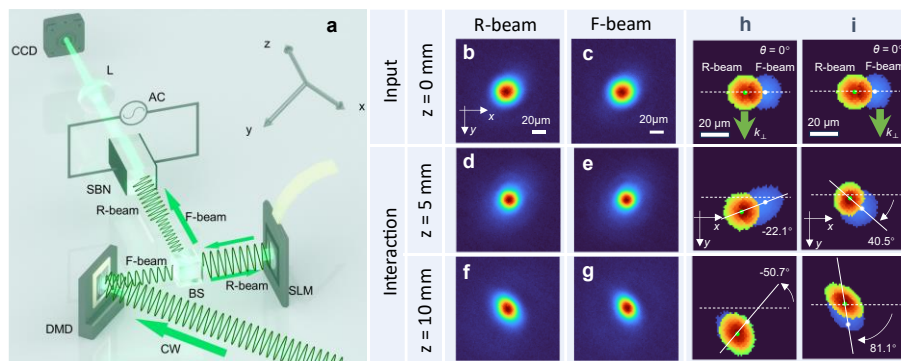 a
CCD
L
AC
z
x
y
SBN
R-beam
F-beam
F-beam
BS
R-beam
SLM
DMD
CW
R-beam
F-beam
h
i
Input
z = 0 mm
b
x
y
20μm
c
20μm
θ = 0°
R-beam
F-beam
20 μm
k⊥
θ = 0°
R-beam
F-beam
k⊥
Interaction
z = 5 mm
d
e
x
y
-22.1°
40.5°
z = 10 mm
f
g
-50.7°
81.1°